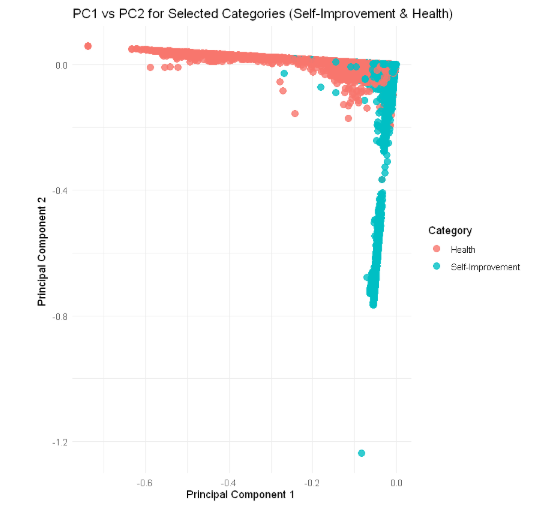 PC1 vs PC2 for Selected Categories (Self-Improvement & Health)
0.0
-0.4
-0.8
-1.2
Principal Component 2
-0.6
-0.4
-0.2
0.0
Principal Component 1
Category
Health
Self-Improvement